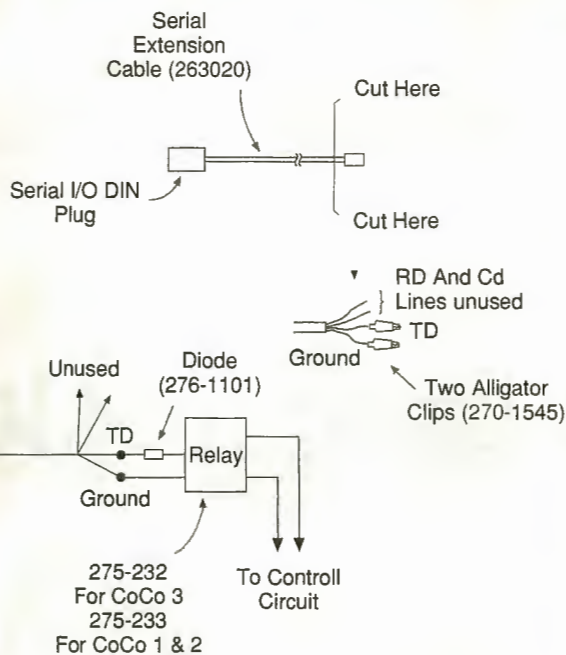 Serial
Extension
Cable (263020)
Cut Here
Serial I/O DIN
Plug
Cut Here
RD And Cd
Lines unused
TD
Ground
Two Alligator
Clips (270-1545)
Unused
Diode
(276-1101)
TD
Relay
Ground
275-232
For CoCo 3
275-233
For CoCo 1 & 2
To Controll
Circuit